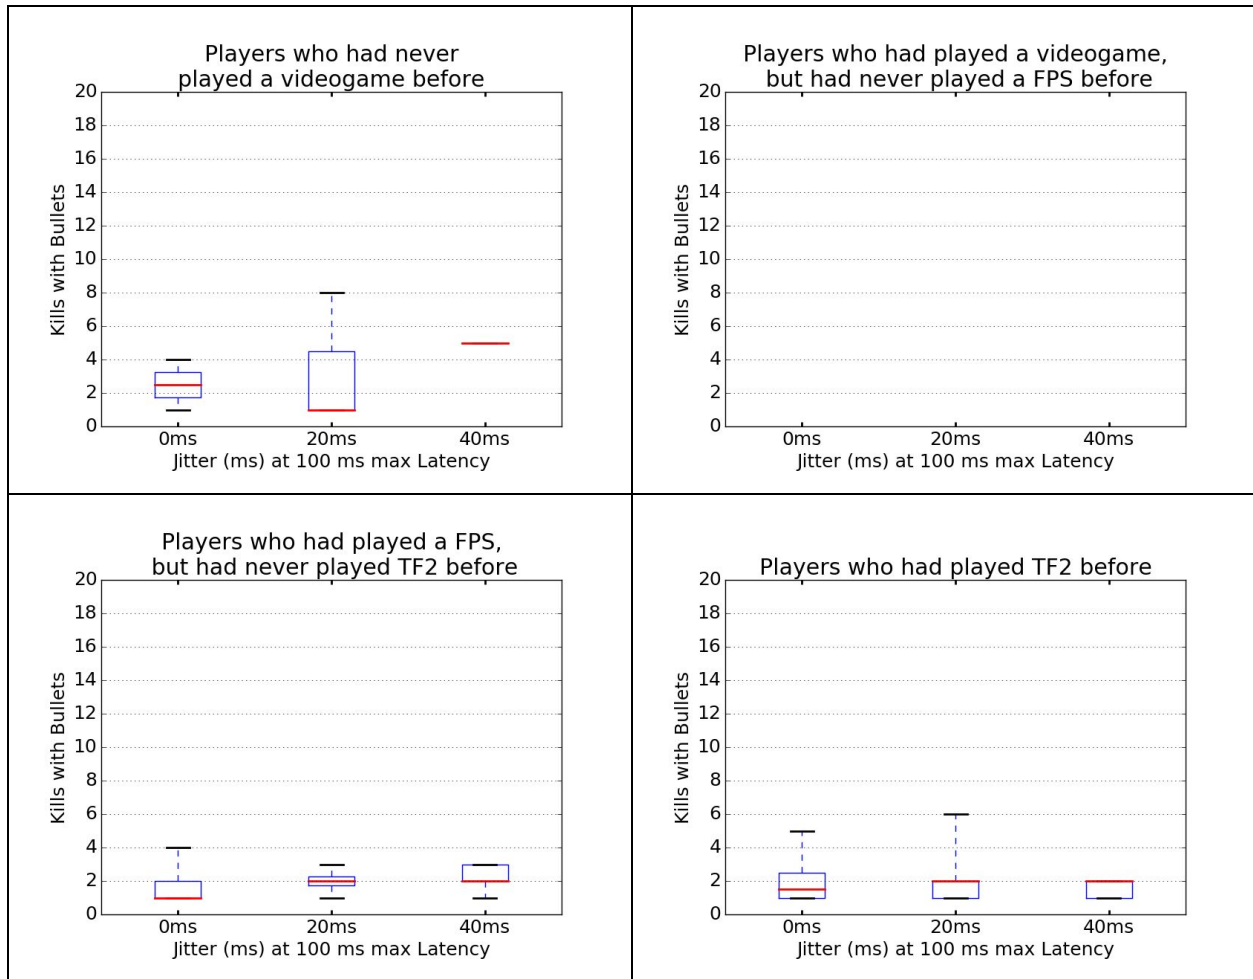 Players who had never
played a videogame before
20
18
16
14
12
10
8
6
4
2
0
Kills with Bullets
0ms 20ms 40ms
Jitter (ms) at 100 ms max Latency
Players who had played a videogame,
but had never played a FPS before
20
18
16
14
12
10
8
6
4
2
0
Kills with Bullets
0ms 20ms 40ms
Jitter (ms) at 100 ms max Latency
Players who had played a FPS,
but had never played TF2 before
20
18
16
14
12
10
8
6
4
2
0
Kills with Bullets
0ms 20ms 40ms
Jitter (ms) at 100 ms max Latency
Players who had played TF2 before
20
18
16
14
12
10
8
6
4
2
0
Kills with Bullets
0ms 20ms 40ms
Jitter (ms) at 100 ms max Latency